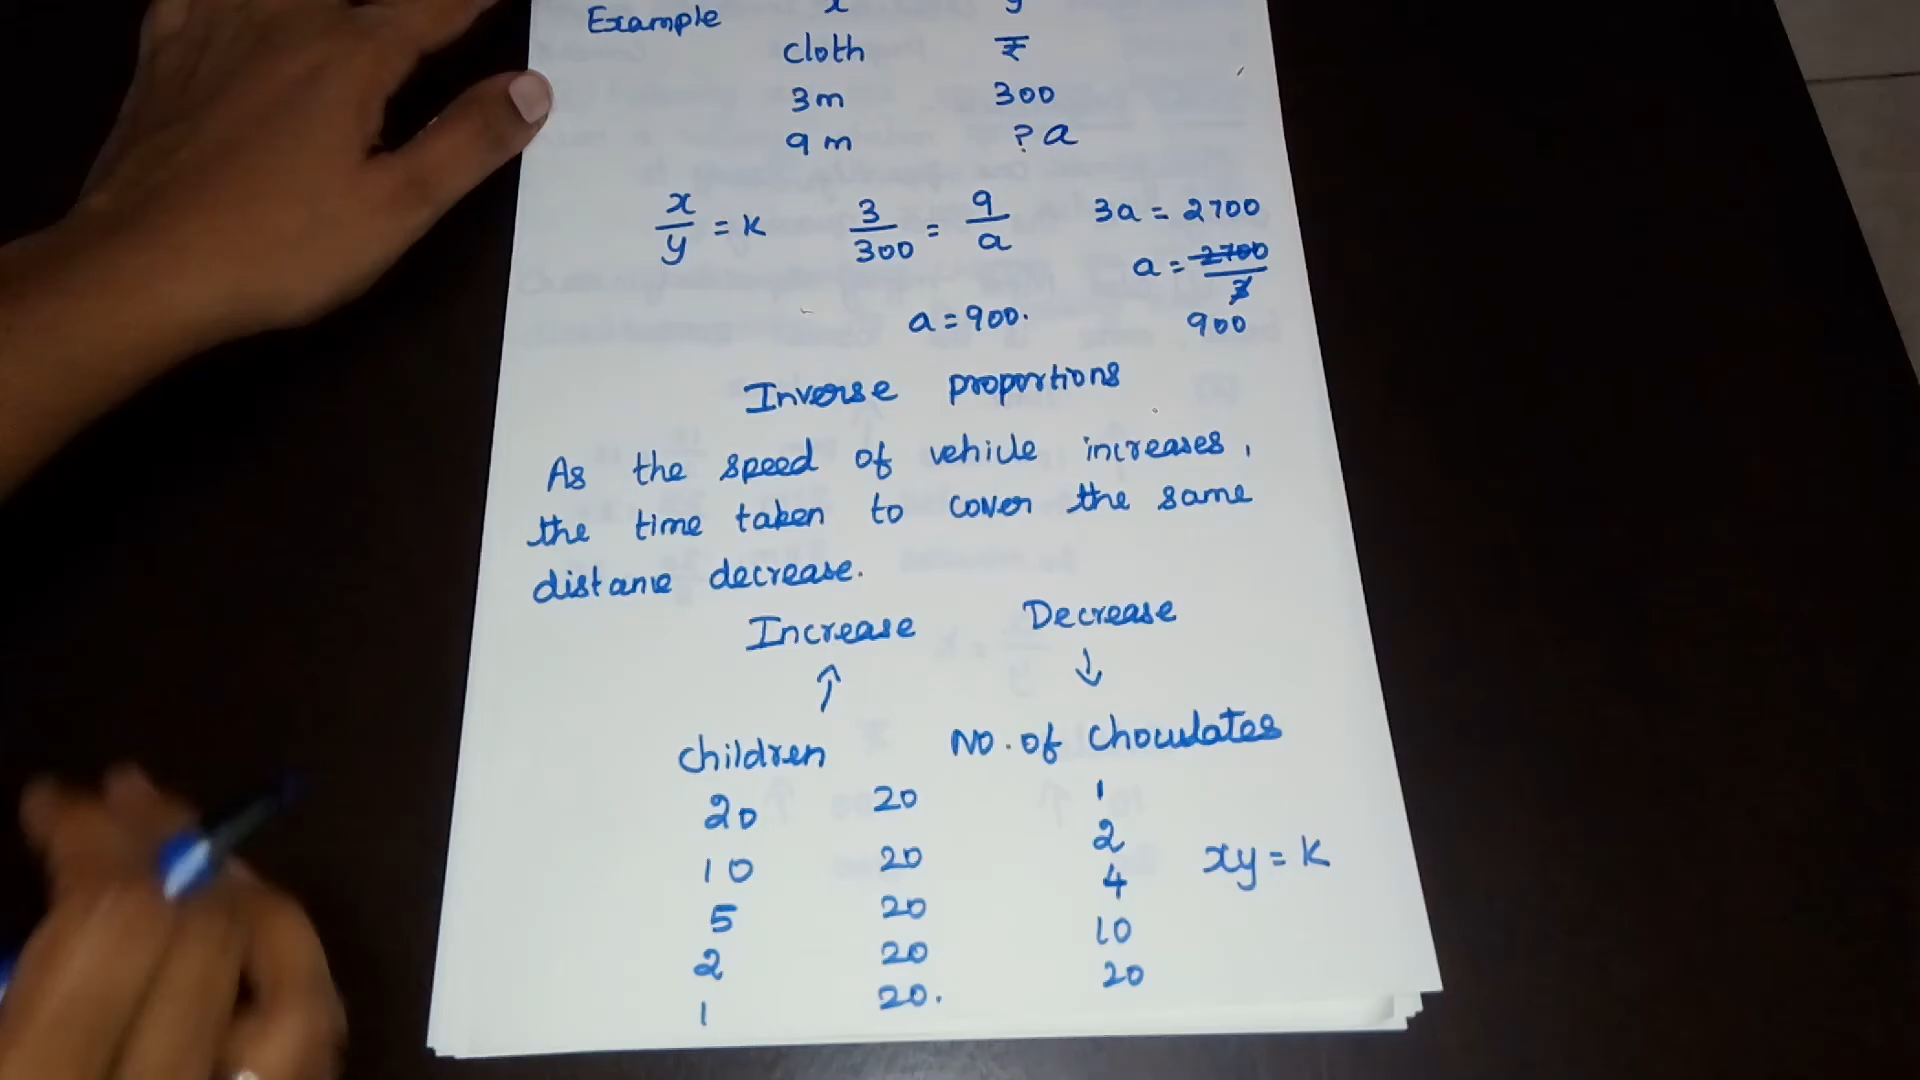 Example x y
cloth ₹
3m 300
9m ? a
x/y = k 3/300 = 9/a 3a = 2700
a = 2700/3
a = 900. 900
Inverse proportions
As the speed of vehicle increases,
the time taken to cover the same
distance decrease.
Increase Decrease
↑ ↓
children No. of choculates
20 20 1
10 20 2 xy = k
5 20 4
2 20 10
1 20. 20